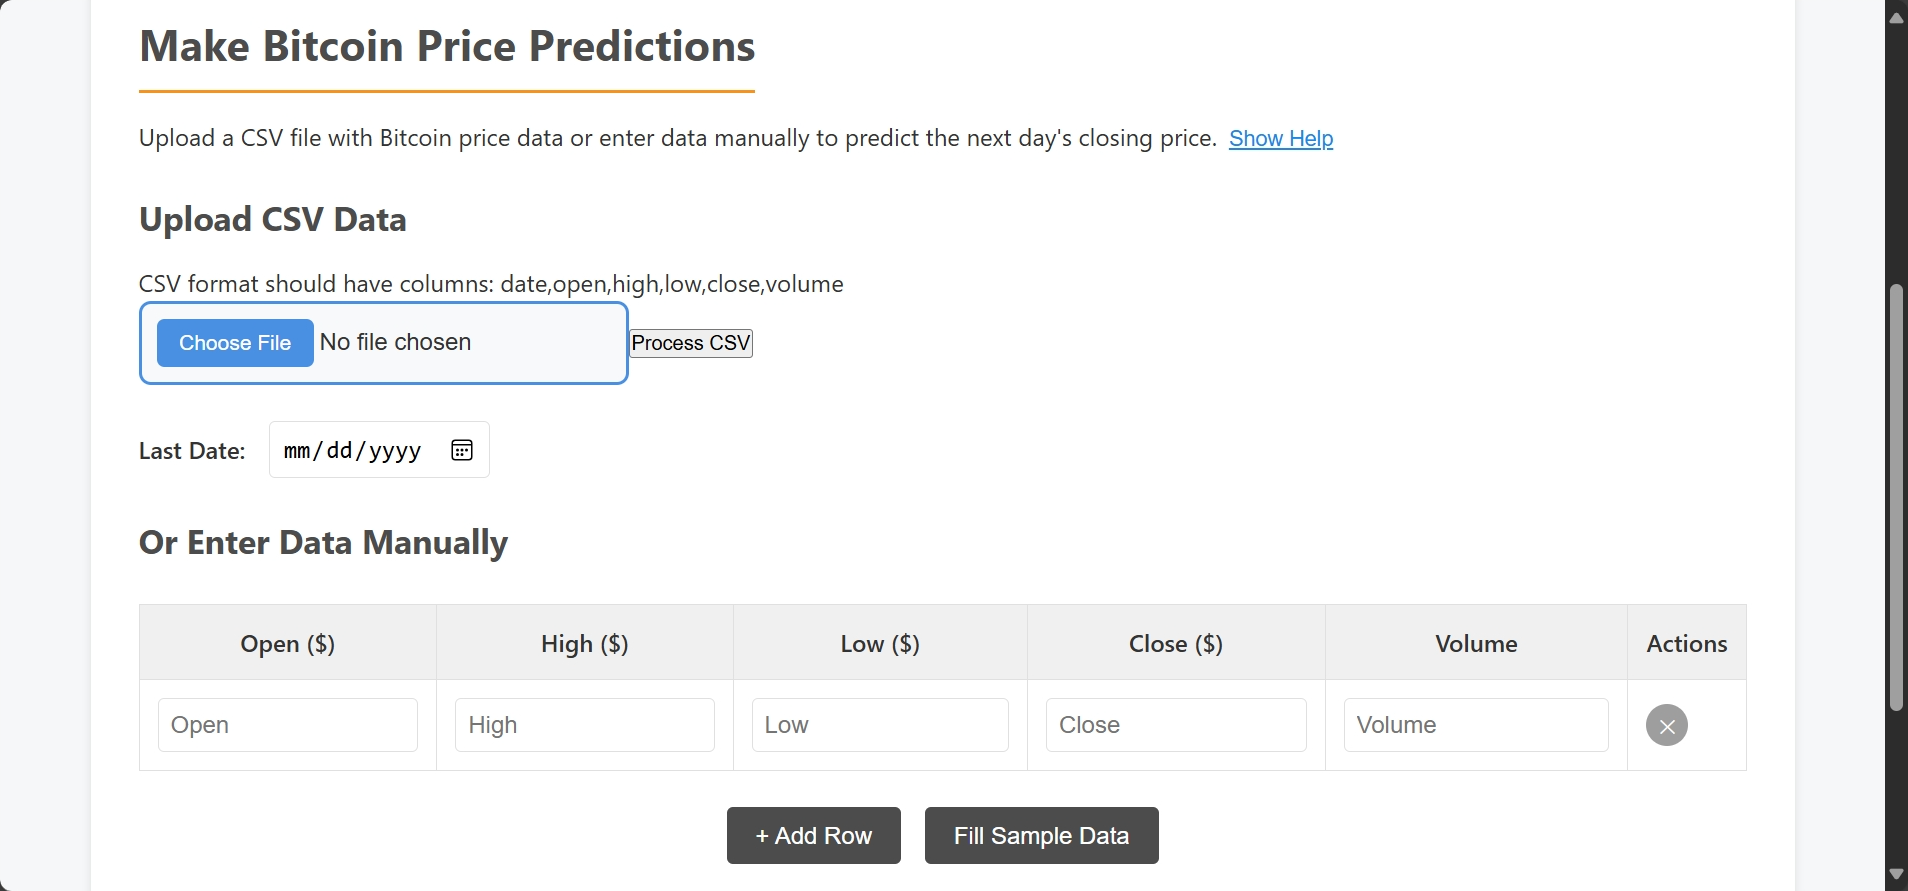 Make Bitcoin Price Predictions
Upload a CSV file with Bitcoin price data or enter data manually to predict the next day's closing price. Show Help
Upload CSV Data
CSV format should have columns: date,open,high,low,close,volume
Choose File No file chosen Process CSV
Last Date: mm/dd/yyyy
Or Enter Data Manually
Open ($) High ($) Low ($) Close ($) Volume Actions
Open High Low Close Volume
+ Add Row Fill Sample Data